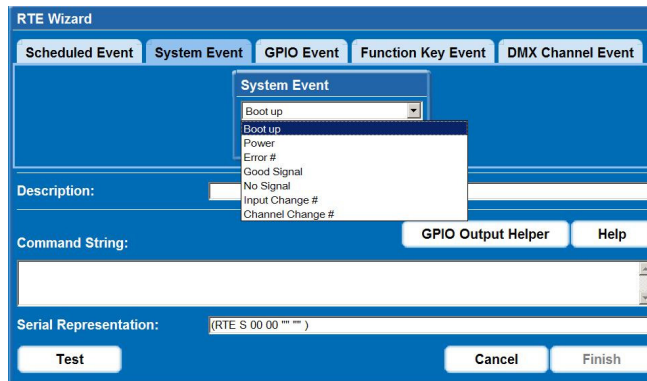 RTE Wizard
Scheduled Event System Event GPIO Event Function Key Event DMX Channel Event
System Event
Boot up
Boot up
Power
Error #
Good Signal
No Signal
Input Change #
Channel Change #
Description:
GPIO Output Helper Help
Command String:
Serial Representation: (RTE S 00 00 "" "" )
Test Cancel Finish